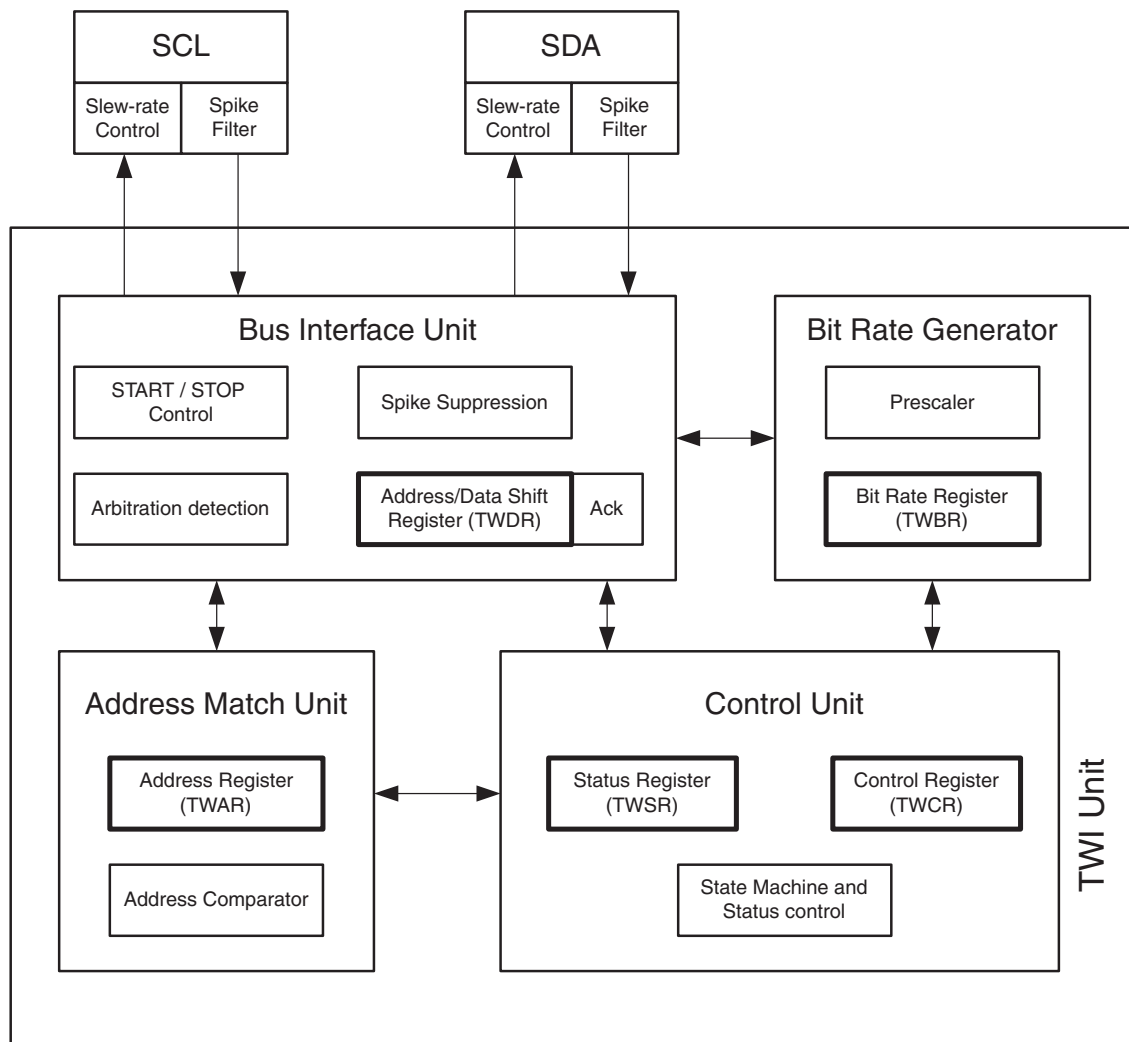 SCL
SDA
Slew-rate
Control
Spike
Filter
Slew-rate
Control
Spike
Filter
Bus Interface Unit
START / STOP
Control
Spike Suppression
Arbitration detection
Address/Data Shift
Register (TWDR)
Ack
Bit Rate Generator
Prescaler
Bit Rate Register
(TWBR)
Address Match Unit
Address Register
(TWAR)
Address Comparator
Control Unit
Status Register
(TWSR)
Control Register
(TWCR)
State Machine and
Status control
TWI Unit